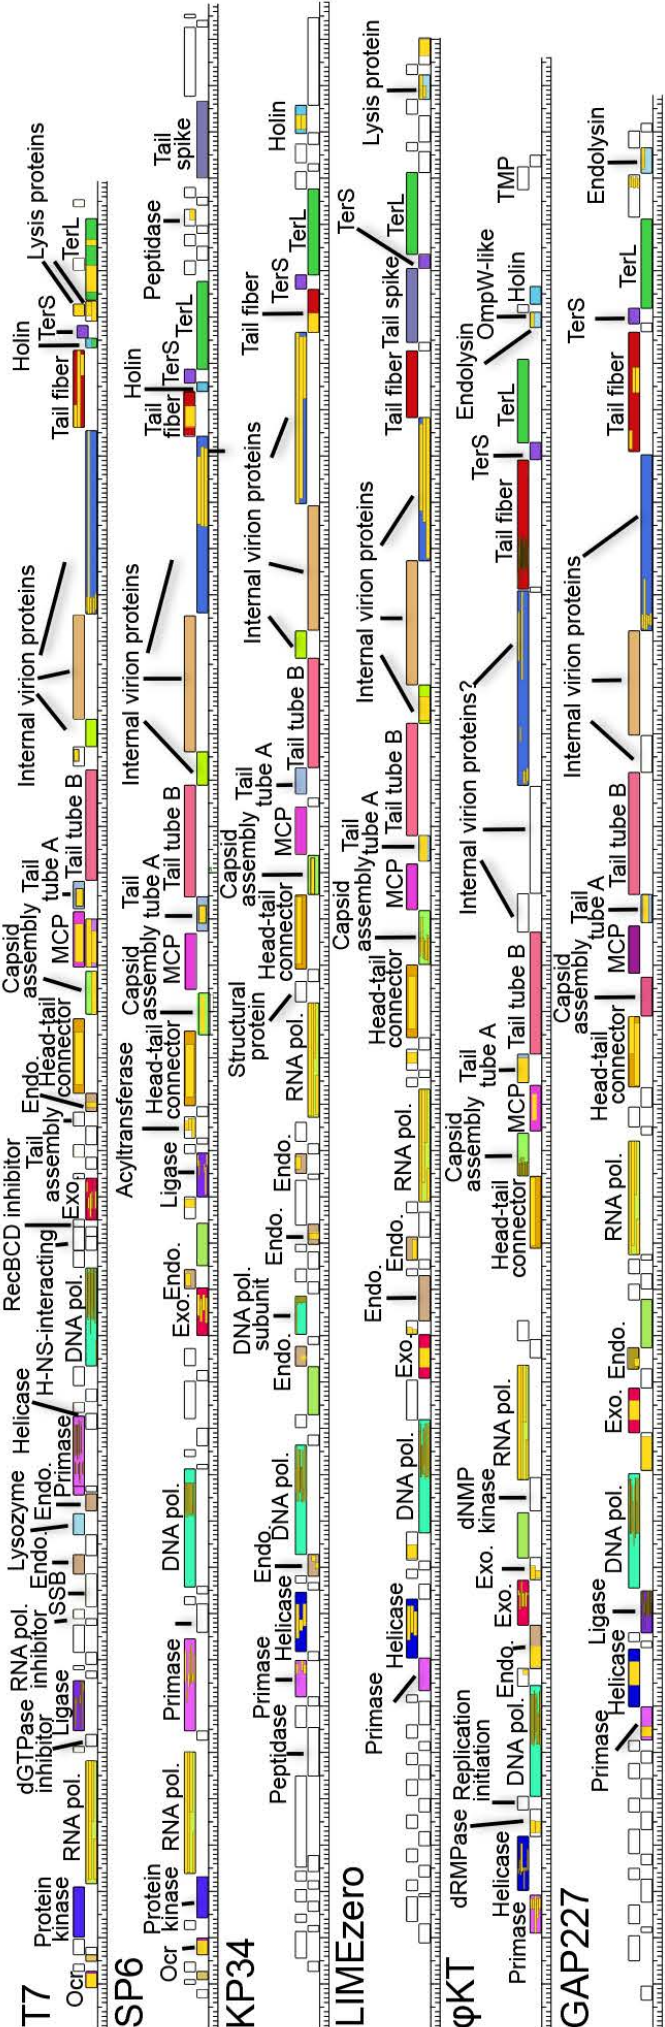 T7
Ocr
Protein
kinase
RNA pol.
dGTPase
inhibitor
Ligase
RNA pol.
inhibitor
SSB
Endo.
Lysozyme
Endo.
Primase
Helicase
DNA pol.
H-NS-interacting
RecBCD inhibitor
Exo.
Tail
assembly
Endo.
Head-tail
connector
Capsid
assembly
MCP
Tail
tube A
Tail tube B
Internal virion proteins
Tail fiber
Holin
TerS
Lysis proteins
TerL
SP6
Ocr
Protein
kinase
RNA pol.
Primase
DNA pol.
Exo.
Endo.
Ligase
Acyltransferase
Head-tail
connector
Capsid
assembly
MCP
Tail
tube A
Tail tube B
Internal virion proteins
Tail
fiber
Holin
TerS
TerL
Peptidase
Tail
spike
KP34
Peptidase
Primase
Helicase
Endo.
DNA pol.
Endo.
DNA pol.
subunit
Endo.
Endo.
RNA pol.
Structural
protein
Head-tail
connector
Capsid
assembly
MCP
Tail
tube A
Tail tube B
Internal virion proteins
Tail fiber
TerS
TerL
Holin
LIMEzero
Primase
Helicase
DNA pol.
Exo.
Endo.
Endo.
RNA pol.
Head-tail
connector
Capsid
assembly
MCP
Tail
tube A
Tail tube B
Internal virion proteins
Tail fiber
Tail spike
TerS
TerL
Lysis protein
φKT
Primase
Helicase
dRMPase
Replication
initiation
DNA pol.
Endo.
Exo.
Exo.
dNMP
kinase
RNA pol.
Head-tail
connector
Capsid
assembly
MCP
Tail
tube A
Tail tube B
Internal virion proteins?
Tail fiber
TerS
TerL
Endolysin
OmpW-like
Holin
TMP
GAP227
Primase
Helicase
Ligase
DNA pol.
Exo.
Endo.
RNA pol.
Head-tail
connector
Capsid
assembly
MCP
Tail
tube A
Tail tube B
Internal virion proteins
TerS
TerL
Endolysin